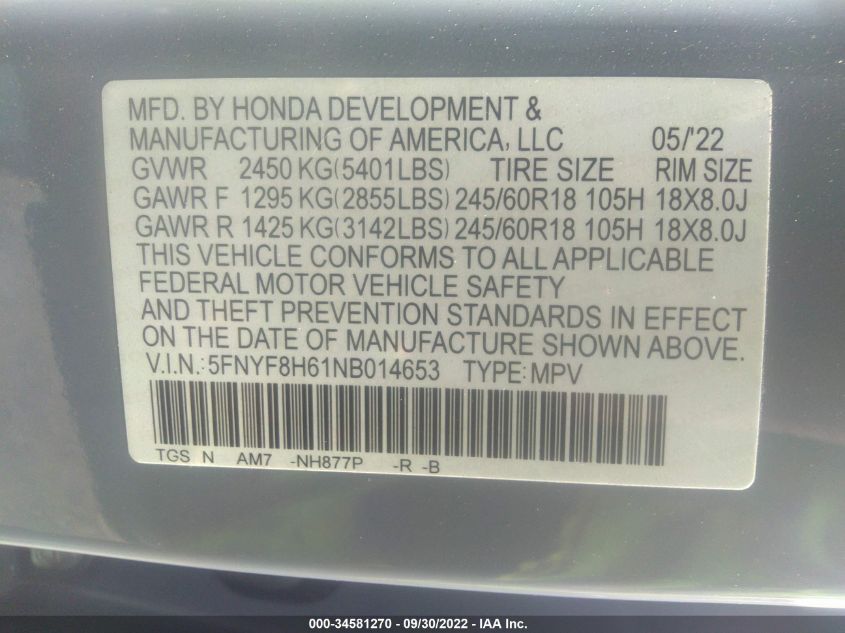 MFD. BY HONDA DEVELOPMENT &
MANUFACTURING OF AMERICA, LLC 05/'22
GVWR 2450 KG(5401LBS) TIRE SIZE RIM SIZE
GAWR F 1295 KG(2855LBS) 245/60R18 105H 18X8.0J
GAWR R 1425 KG(3142LBS) 245/60R18 105H 18X8.0J
THIS VEHICLE CONFORMS TO ALL APPLICABLE
FEDERAL MOTOR VEHICLE SAFETY
AND THEFT PREVENTION STANDARDS IN EFFECT
ON THE DATE OF MANUFACTURE SHOWN ABOVE.
V.I.N.: 5FNYF8H61NB014653 TYPE: MPV
TGS N AM7 -NH877P -R -B
000-34581270 - 09/30/2022 - IAA Inc.